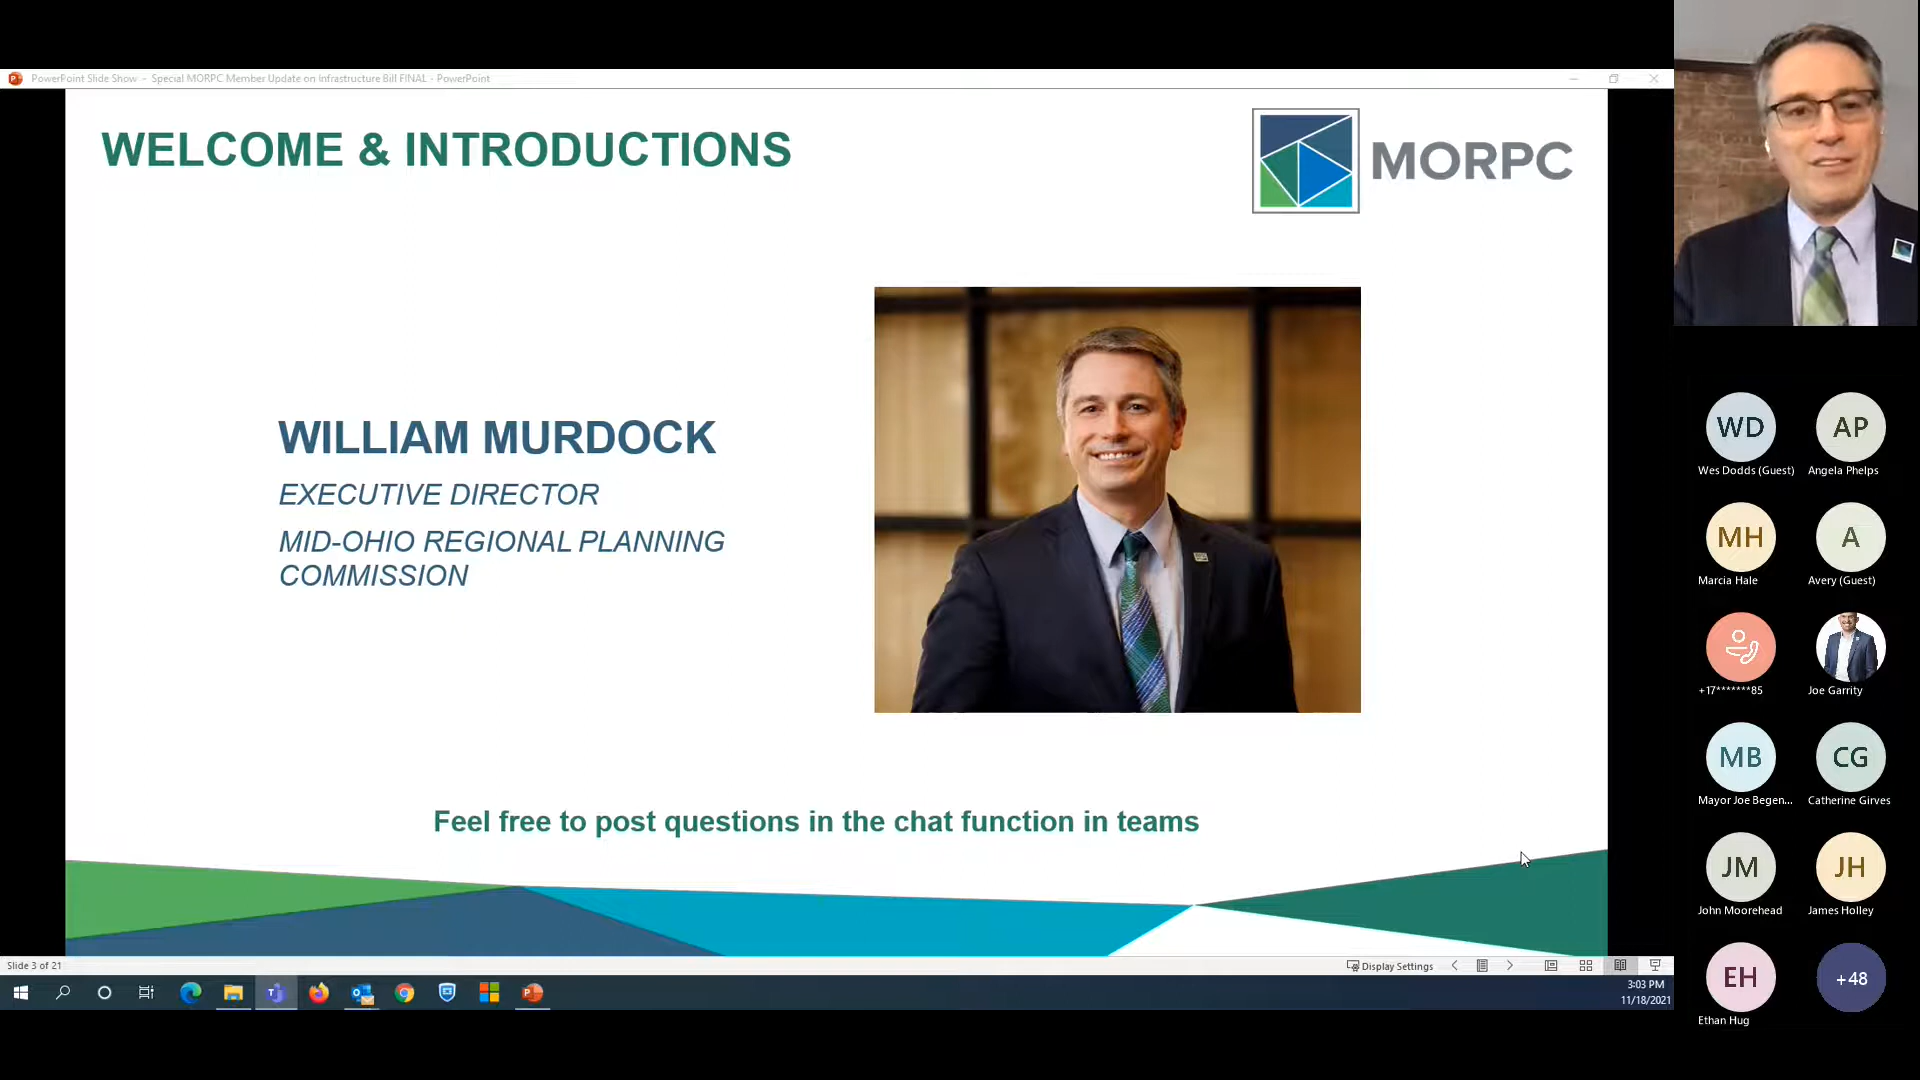 PowerPoint Slide Show - Special MORPC Member Update on Infrastructure Bill FINAL - PowerPoint
WELCOME & INTRODUCTIONS
MORPC
WILLIAM MURDOCK
EXECUTIVE DIRECTOR
MID-OHIO REGIONAL PLANNING
COMMISSION
Feel free to post questions in the chat function in teams
Slide 3 of 21
Display Settings
3:03 PM
11/18/2021
WD
Wes Dodds (Guest)
AP
Angela Phelps
MH
Marcia Hale
A
Avery (Guest)
+17*******85
Joe Garrity
MB
Mayor Joe Begen...
CG
Catherine Girves
JM
John Moorehead
JH
James Holley
EH
Ethan Hug
+48